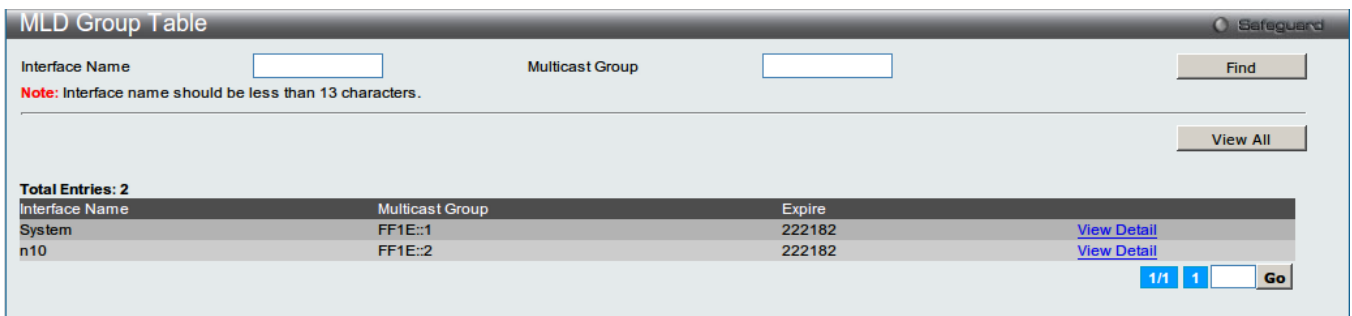 MLD Group Table Safeguard
Interface Name Multicast Group Find
Note: Interface name should be less than 13 characters.
View All
Total Entries: 2
Interface Name Multicast Group Expire
System FF1E::1 222182 View Detail
n10 FF1E::2 222182 View Detail
1/1 1 Go